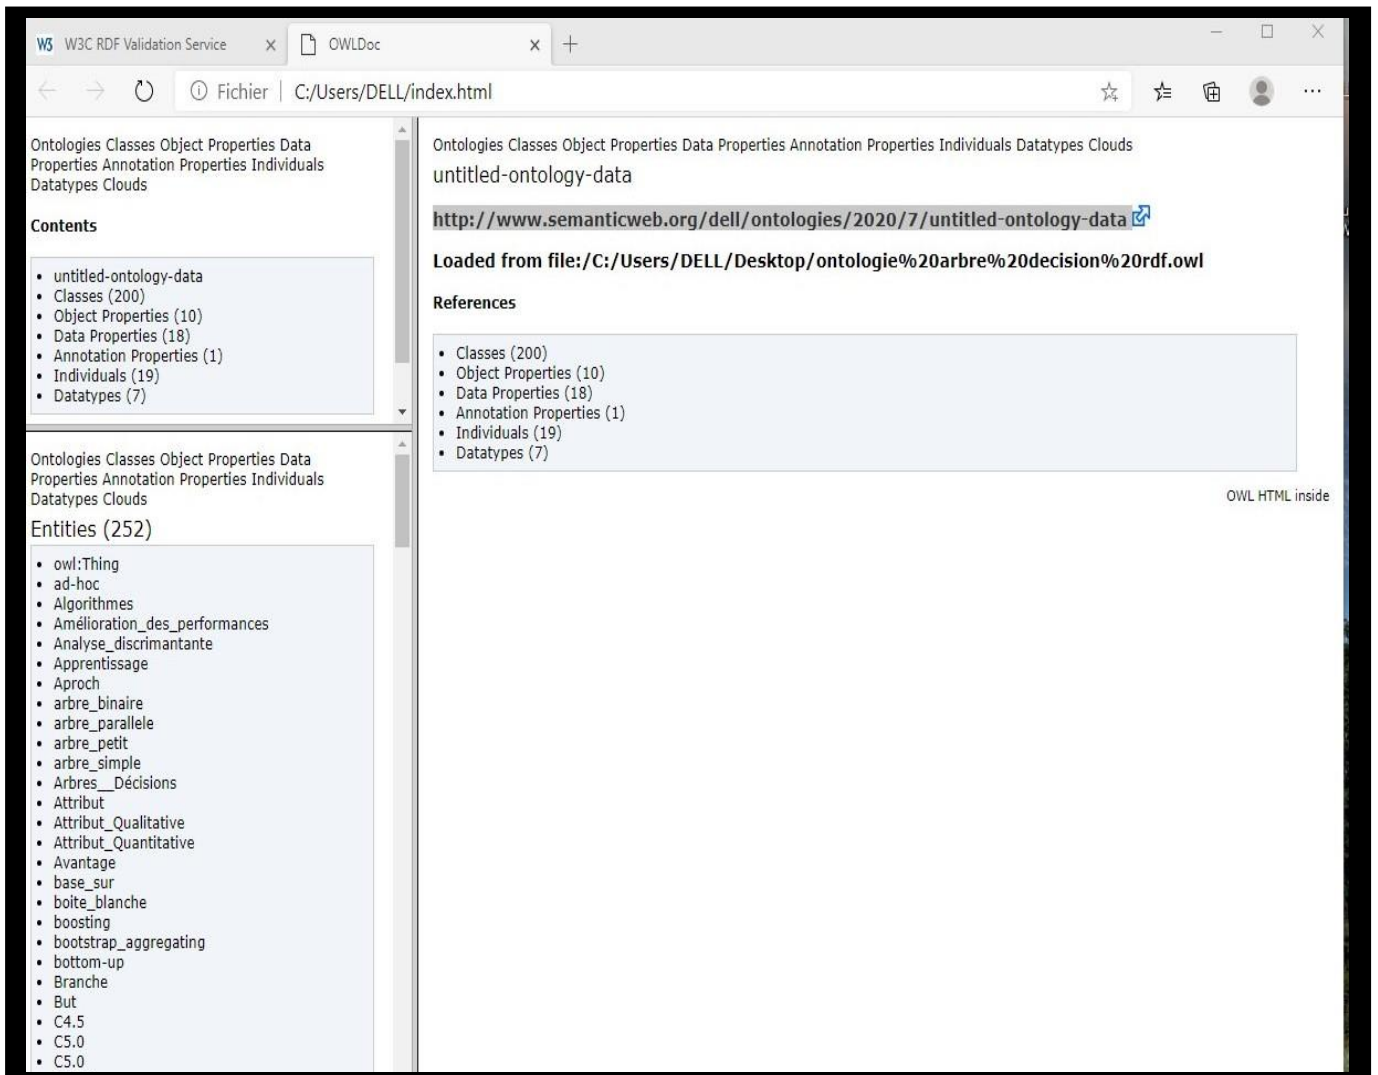 W3C RDF Validation Service
OWLDoc
Fichier
C:/Users/DELL/index.html
Ontologies Classes Object Properties Data
Properties Annotation Properties Individuals
Datatypes Clouds
Contents
• untitled-ontology-data
• Classes (200)
• Object Properties (10)
• Data Properties (18)
• Annotation Properties (1)
• Individuals (19)
• Datatypes (7)
Ontologies Classes Object Properties Data
Properties Annotation Properties Individuals
Datatypes Clouds
Entities (252)
• owl:Thing
• ad-hoc
• Algorithmes
• Amélioration_des_performances
• Analyse_discrimantante
• Apprentissage
• Aproch
• arbre_binaire
• arbre_parallele
• arbre_petit
• arbre_simple
• Arbres__Décisions
• Attribut
• Attribut_Qualitative
• Attribut_Quantitative
• Avantage
• base_sur
• boite_blanche
• boosting
• bootstrap_aggregating
• bottom-up
• Branche
• But
• C4.5
• C5.0
• C5.0
Ontologies Classes Object Properties Data Properties Annotation Properties Individuals Datatypes Clouds
untitled-ontology-data
http://www.semanticweb.org/dell/ontologies/2020/7/untitled-ontology-data
Loaded from file:/C:/Users/DELL/Desktop/ontologie%20arbre%20decision%20rdf.owl
References
• Classes (200)
• Object Properties (10)
• Data Properties (18)
• Annotation Properties (1)
• Individuals (19)
• Datatypes (7)
OWL HTML inside